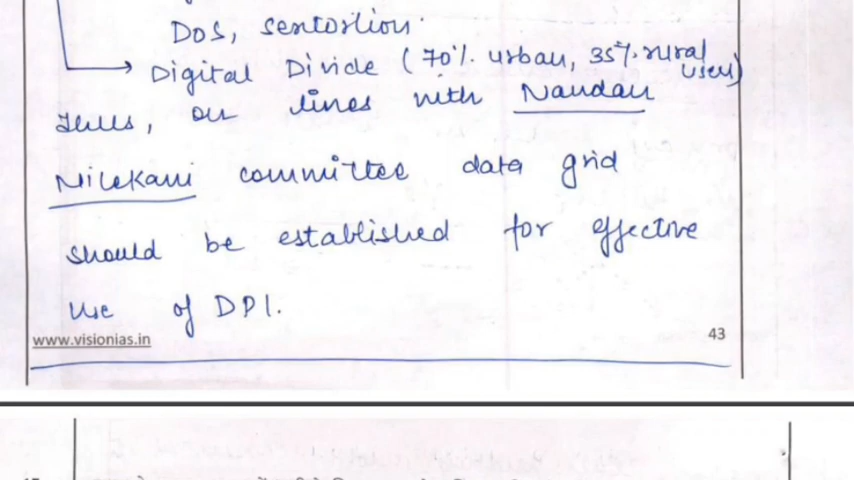 DoS, sextortion.
Digital Divide (70% urban, 35% rural users)
Thus, on lines with Nandan
Nilekani committee data grid
should be established for effective
use of DPI.
www.visionias.in
43